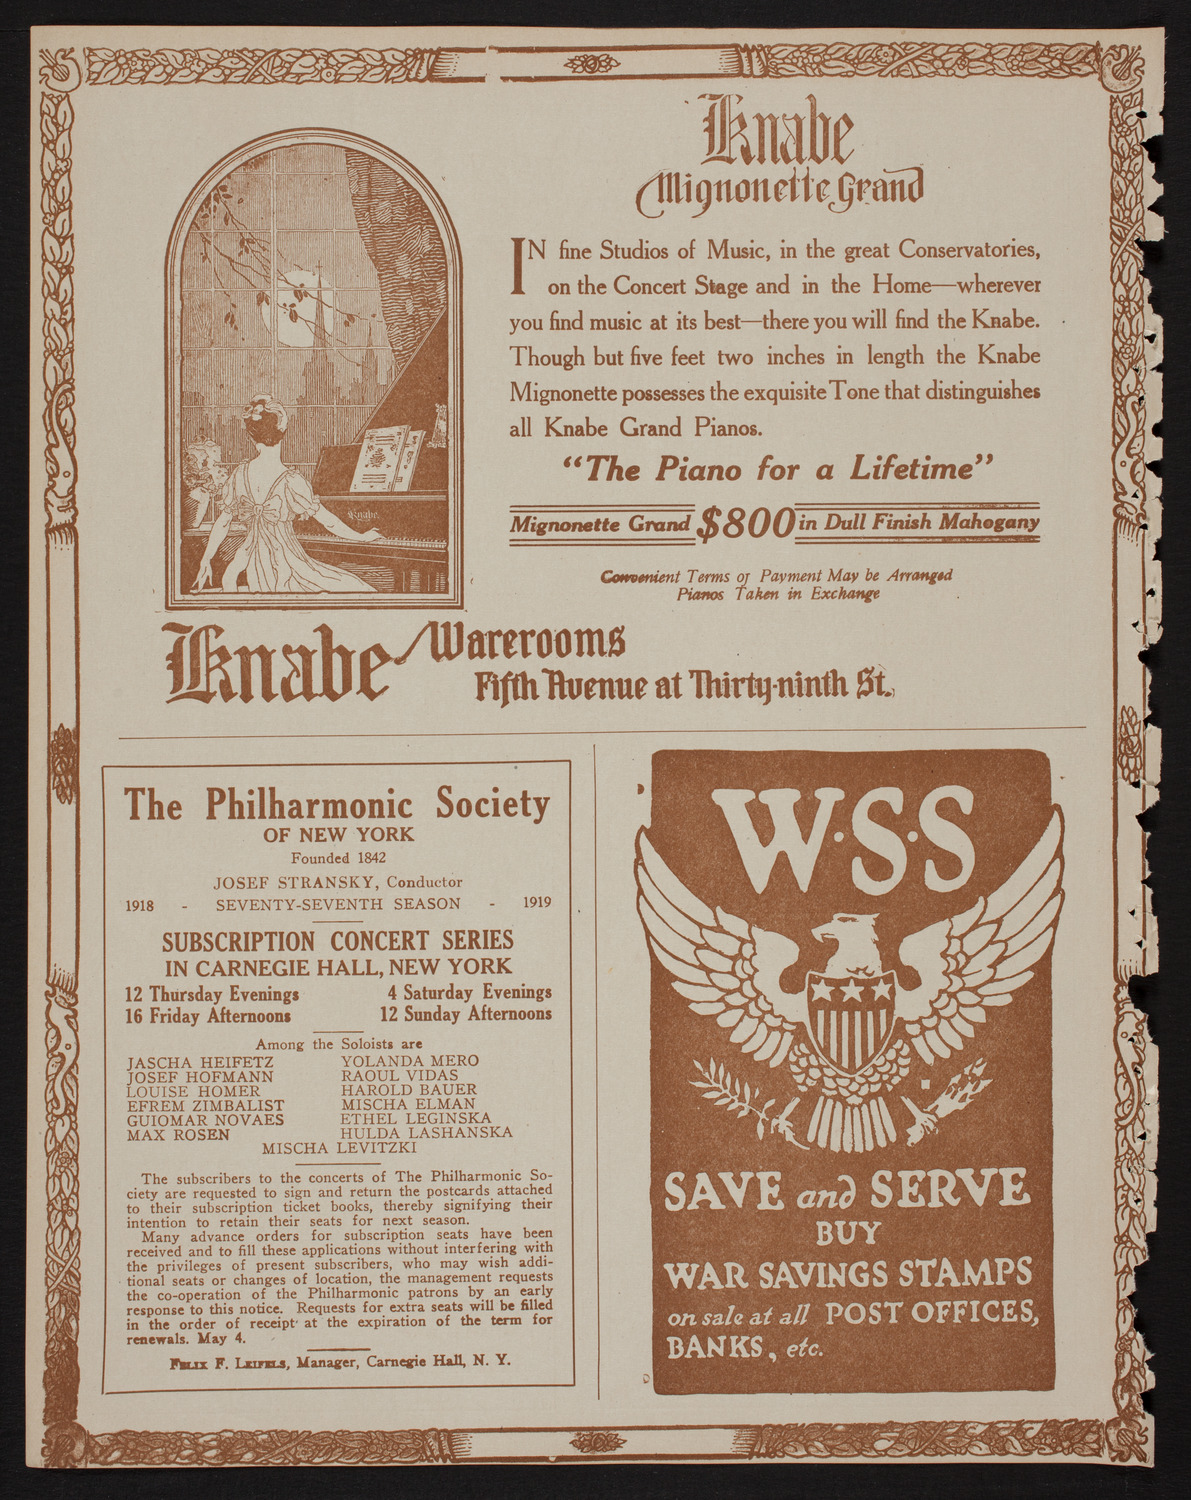 Knabe
Mignonette Grand
IN fine Studios of Music, in the great Conservatories,
on the Concert Stage and in the Home—wherever
you find music at its best—there you will find the Knabe.
Though but five feet two inches in length the Knabe
Mignonette possesses the exquisite Tone that distinguishes
all Knabe Grand Pianos.
"The Piano for a Lifetime"
Mignonette Grand $800 in Dull Finish Mahogany
Convenient Terms of Payment May be Arranged
Pianos Taken in Exchange
Knabe
Knabe Warerooms
Fifth Avenue at Thirty-ninth St.
The Philharmonic Society
OF NEW YORK
Founded 1842
JOSEF STRANSKY, Conductor
1918 - SEVENTY-SEVENTH SEASON - 1919
SUBSCRIPTION CONCERT SERIES
IN CARNEGIE HALL, NEW YORK
12 Thursday Evenings 4 Saturday Evenings
16 Friday Afternoons 12 Sunday Afternoons
Among the Soloists are
JASCHA HEIFETZ YOLANDA MERO
JOSEF HOFMANN RAOUL VIDAS
LOUISE HOMER HAROLD BAUER
EFREM ZIMBALIST MISCHA ELMAN
GUIOMAR NOVAES ETHEL LEGINSKA
MAX ROSEN HULDA LASHANSKA
MISCHA LEVITZKI
The subscribers to the concerts of The Philharmonic So-
ciety are requested to sign and return the postcards attached
to their subscription ticket books, thereby signifying their
intention to retain their seats for next season.
Many advance orders for subscription seats have been
received and to fill these applications without interfering with
the privileges of present subscribers, who may wish addi-
tional seats or changes of location, the management requests
the co-operation of the Philharmonic patrons by an early
response to this notice. Requests for extra seats will be filled
in the order of receipt at the expiration of the term for
renewals. May 4.
FELIX F. LEIFELS, Manager, Carnegie Hall, N. Y.
W·S·S
SAVE and SERVE
BUY
WAR SAVINGS STAMPS
on sale at all POST OFFICES,
BANKS, etc.